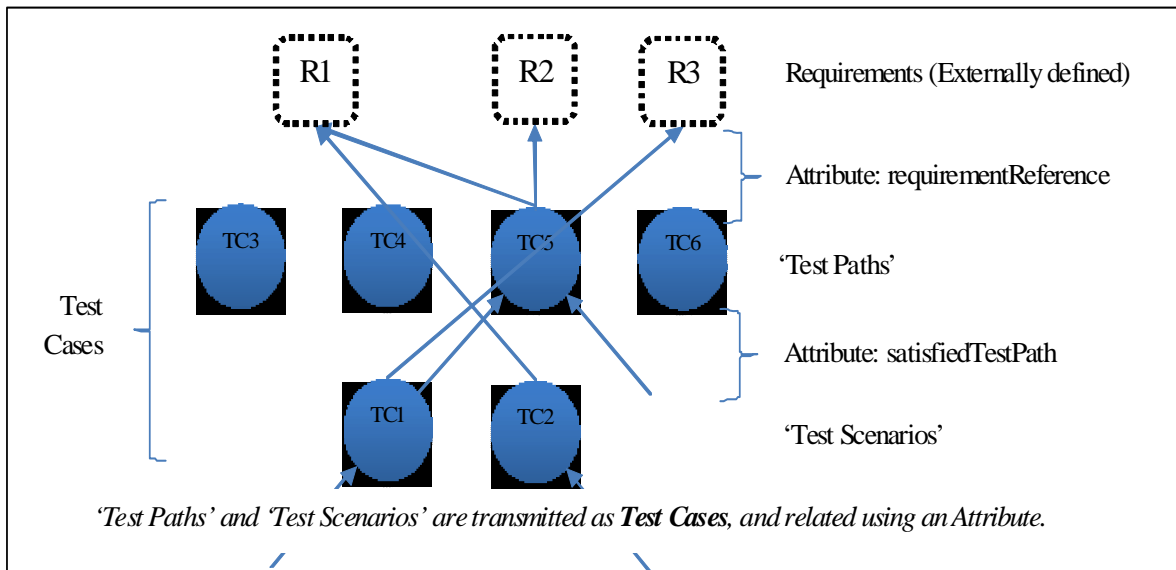 R1 R2 R3 Requirements (Externally defined)
Attribute: requirementReference
TC3 TC4 TC5 TC6 ‘Test Paths’
Test
Cases
Attribute: satisfiedTestPath
TC1 TC2 ‘Test Scenarios’
‘Test Paths’ and ‘Test Scenarios’ are transmitted as Test Cases, and related using an Attribute.